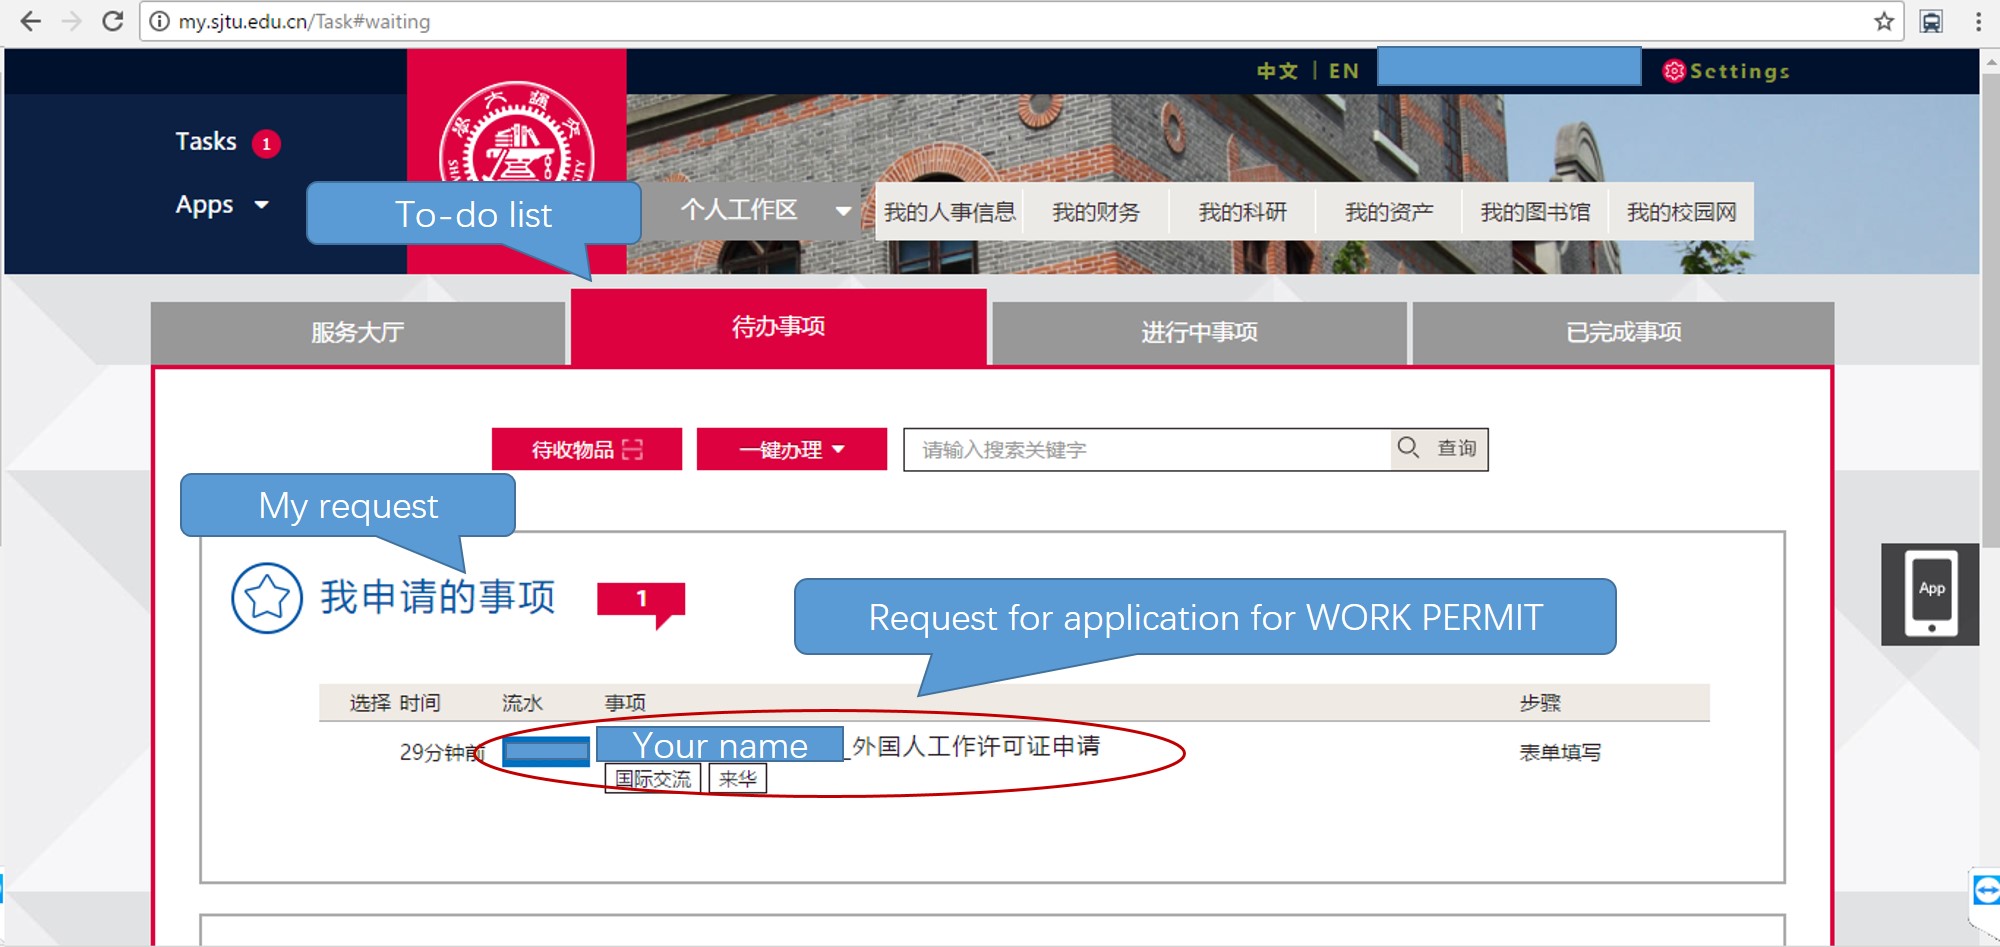 my.sjtu.edu.cn/Task#waiting
中文 | EN
Settings
Tasks 1
Apps
To-do list
个人工作区
我的人事信息 我的财务 我的科研 我的资产 我的图书馆 我的校园网
服务大厅 待办事项 进行中事项 已完成事项
待收物品 一键办理 请输入搜索关键字 查询
My request
我申请的事项 1
Request for application for WORK PERMIT
App
选择 时间 流水 事项 步骤
29分钟前 Your name _外国人工作许可证申请 表单填写
国际交流 来华